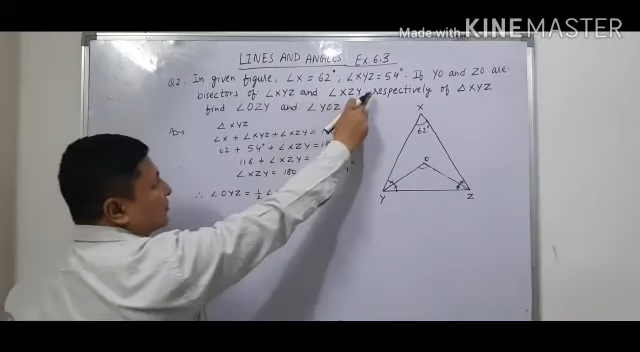 Made with KINEMASTER
LINES AND ANGLES Ex 6.3
Q2. In given figure, ∠X = 62°, ∠XYZ = 54°. If YO and ZO are
bisectors of ∠XYZ and ∠XZY respectively of △XYZ
find ∠OZY and ∠YOZ
Ans △XYZ
∠X + ∠XYZ + ∠XZY =
62 + 54° + ∠XZY =
116 + ∠XZY =
∠XZY = 180
∴ ∠OYZ = 1/2 ∠
X
62°
O
Y
Z